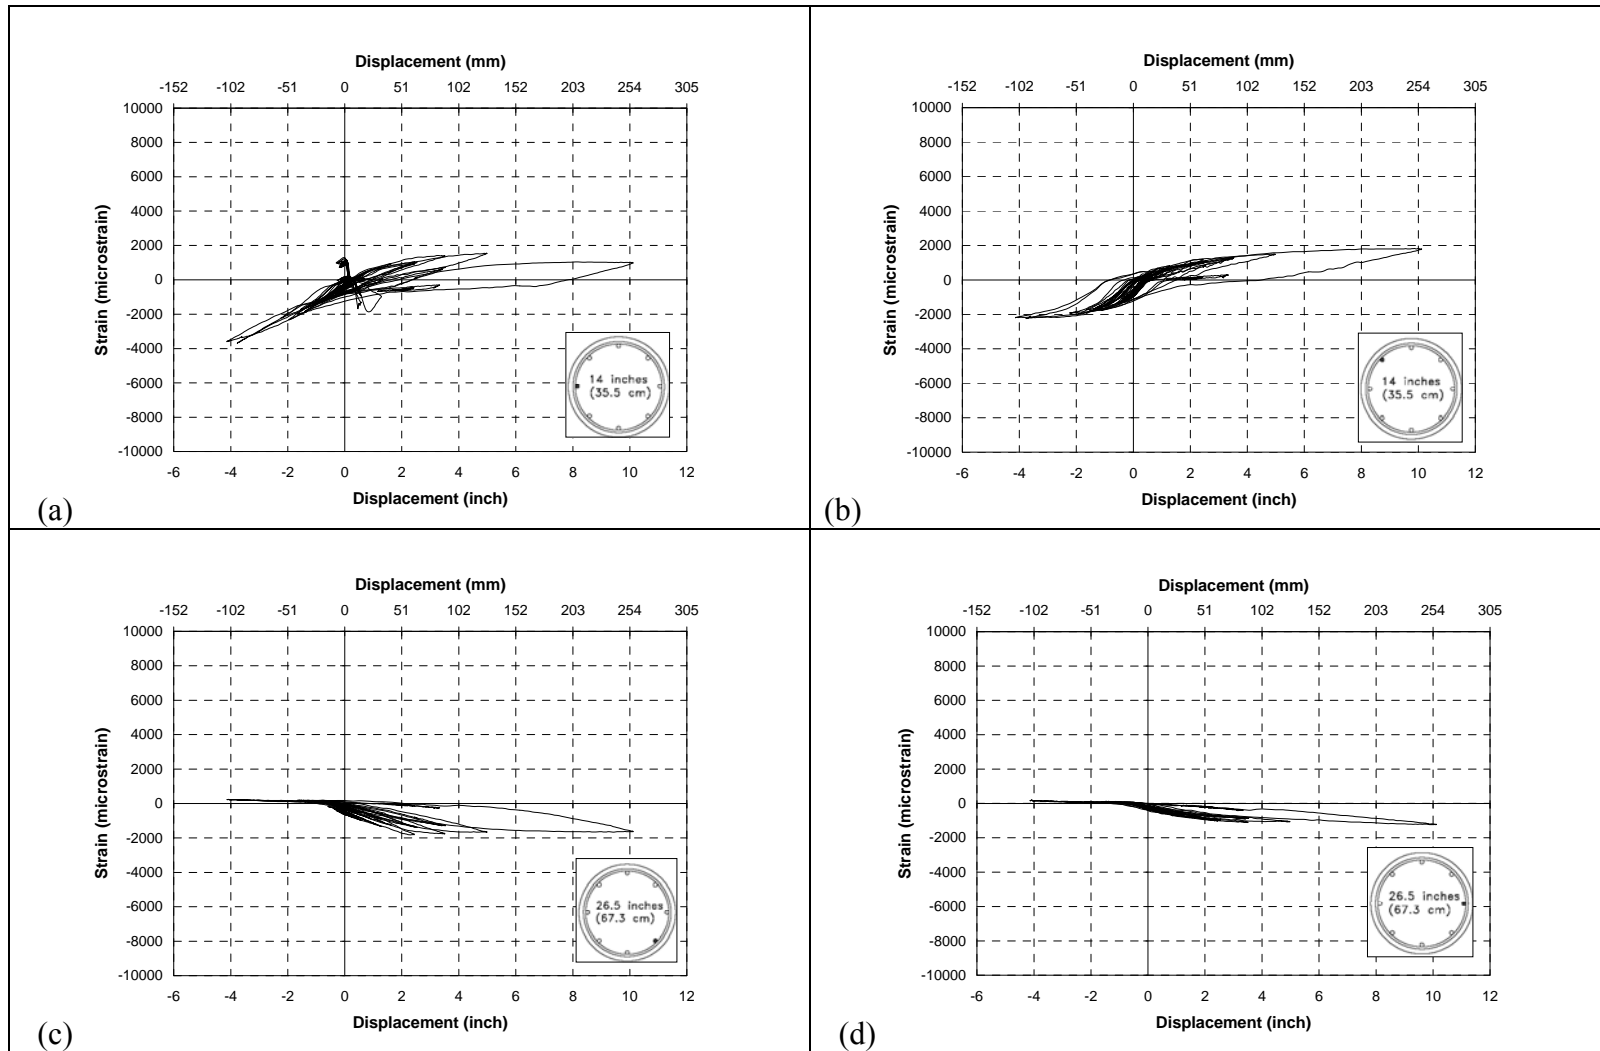 Displacement (mm)
-152 -102 -51 0 51 102 152 203 254 305
10000
8000
6000
4000
2000
0
-2000
-4000
-6000
-8000
-10000
Strain (microstrain)
14 inches
(35.5 cm)
-6 -4 -2 0 2 4 6 8 10 12
Displacement (inch)
(a)
Displacement (mm)
-152 -102 -51 0 51 102 152 203 254 305
10000
8000
6000
4000
2000
0
-2000
-4000
-6000
-8000
-10000
Strain (microstrain)
14 inches
(35.5 cm)
-6 -4 -2 0 2 4 6 8 10 12
Displacement (inch)
(b)
Displacement (mm)
-152 -102 -51 0 51 102 152 203 254 305
10000
8000
6000
4000
2000
0
-2000
-4000
-6000
-8000
-10000
Strain (microstrain)
26.5 inches
(67.3 cm)
-6 -4 -2 0 2 4 6 8 10 12
Displacement (inch)
(c)
Displacement (mm)
-152 -102 -51 0 51 102 152 203 254 305
10000
8000
6000
4000
2000
0
-2000
-4000
-6000
-8000
-10000
Strain (microstrain)
26.5 inches
(67.3 cm)
-6 -4 -2 0 2 4 6 8 10 12
Displacement (inch)
(d)